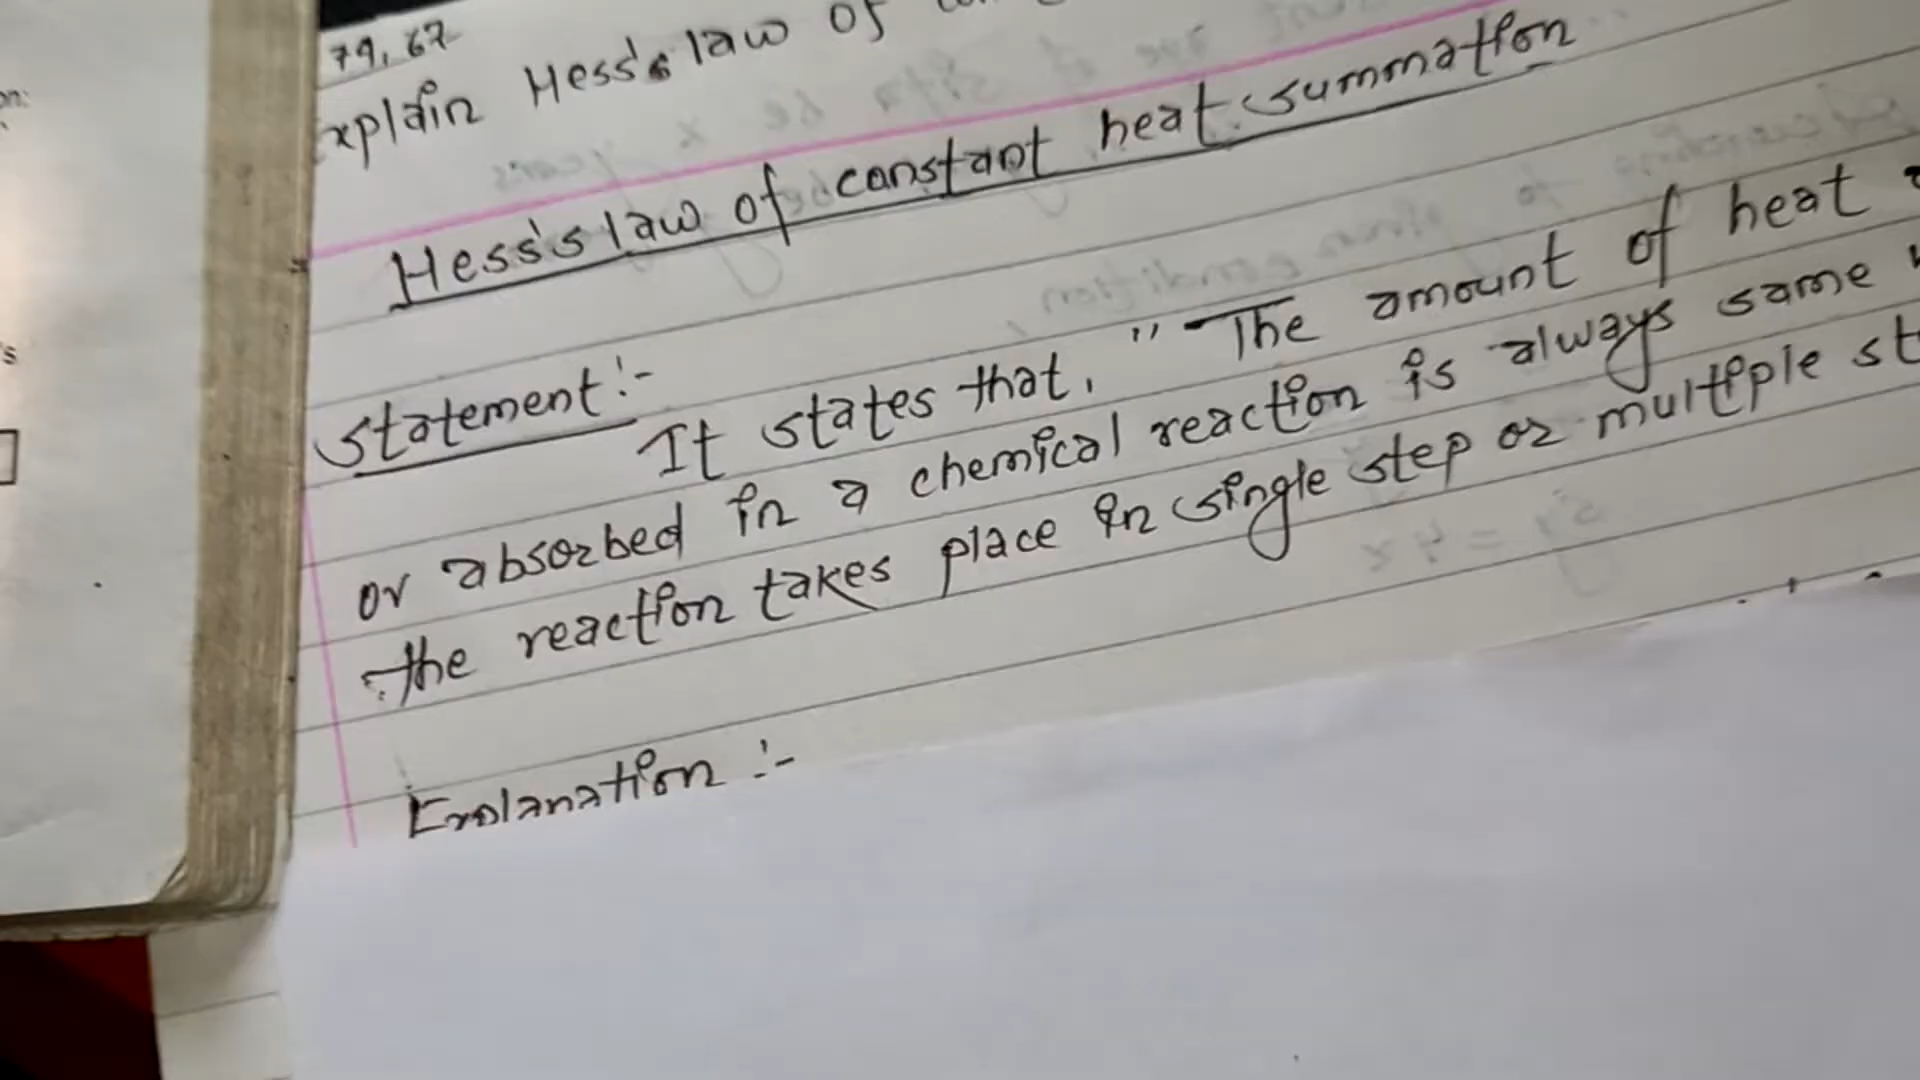 79, 67
xplain Hess's law of
Hess's law of constant heat summation
statement :-
It states that, " The amount of heat
or absorbed in a chemical reaction is always same
the reaction takes place in single step or multiple st
Explanation :-